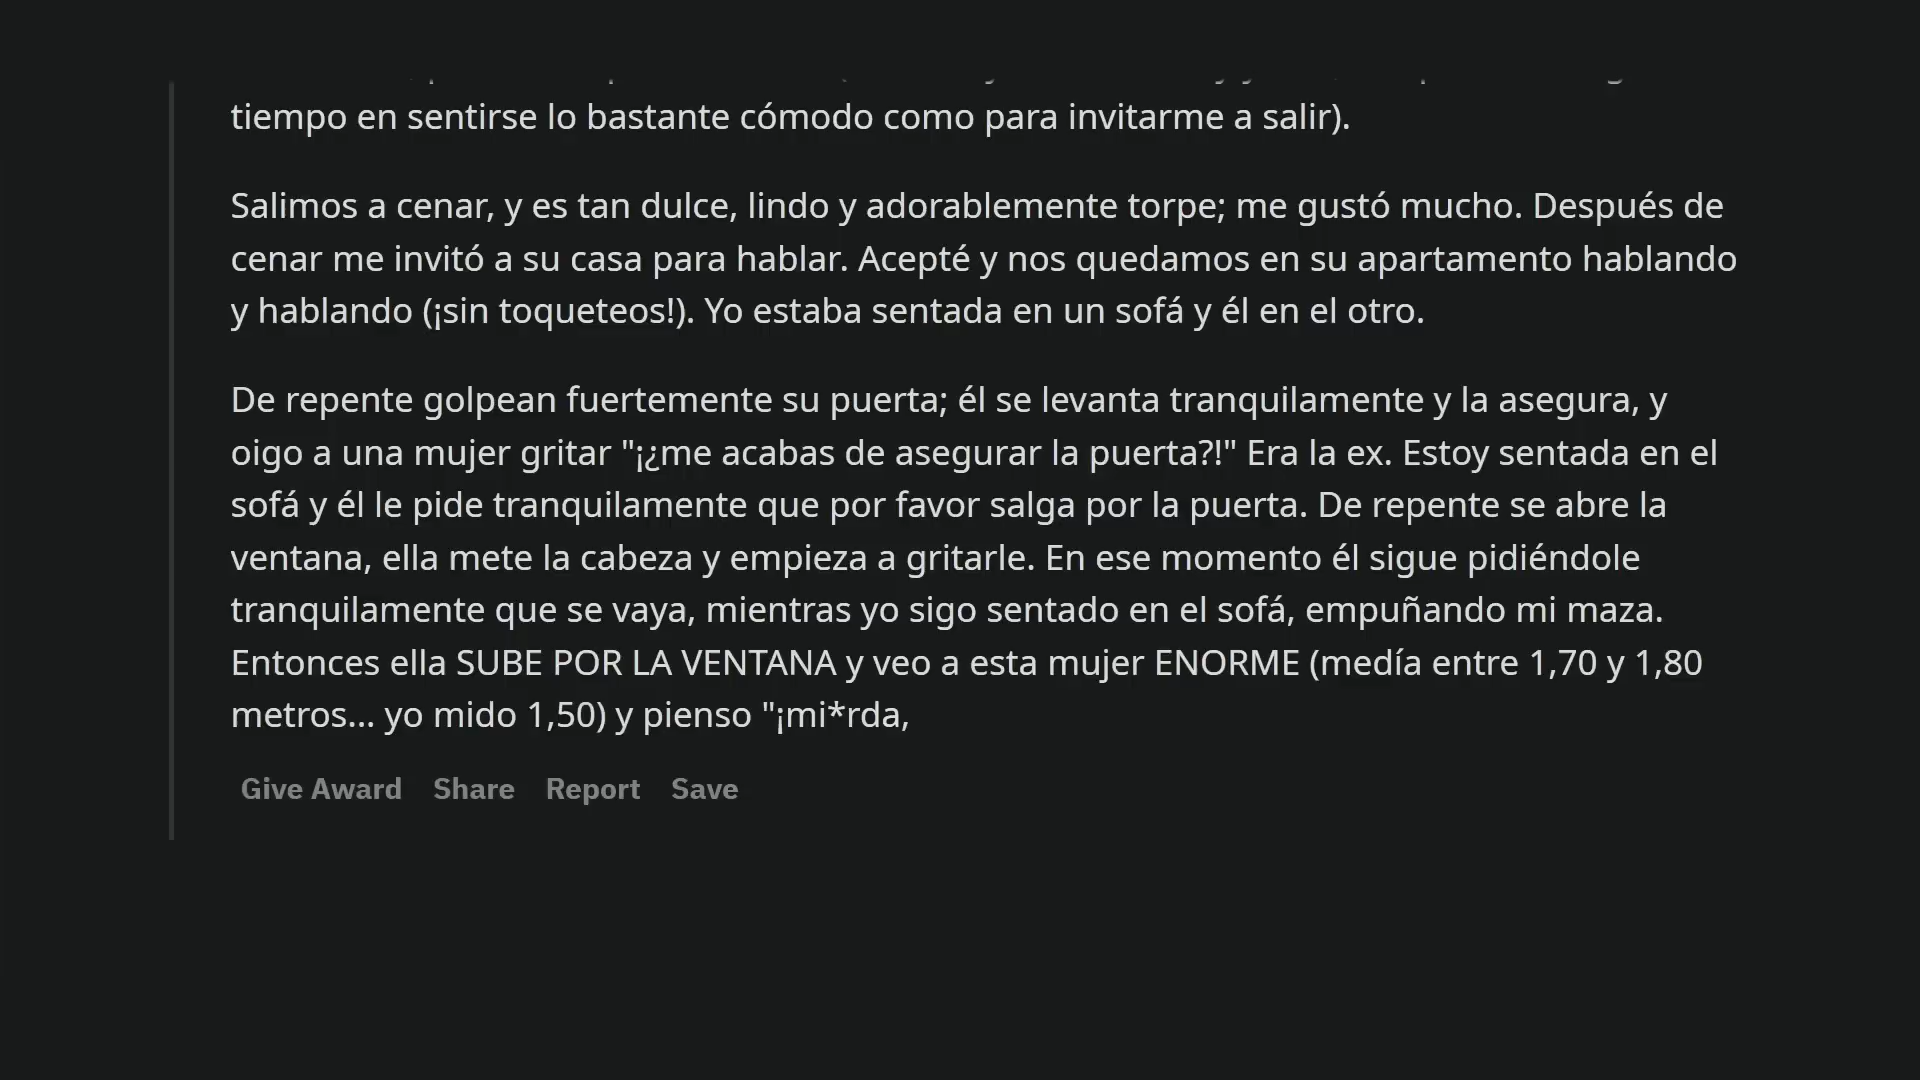 tiempo en sentirse lo bastante cómodo como para invitarme a salir).
Salimos a cenar, y es tan dulce, lindo y adorablemente torpe; me gustó mucho. Después de
cenar me invitó a su casa para hablar. Acepté y nos quedamos en su apartamento hablando
y hablando (¡sin toqueteos!). Yo estaba sentada en un sofá y él en el otro.
De repente golpean fuertemente su puerta; él se levanta tranquilamente y la asegura, y
oigo a una mujer gritar "¡¿me acabas de asegurar la puerta?!" Era la ex. Estoy sentada en el
sofá y él le pide tranquilamente que por favor salga por la puerta. De repente se abre la
ventana, ella mete la cabeza y empieza a gritarle. En ese momento él sigue pidiéndole
tranquilamente que se vaya, mientras yo sigo sentado en el sofá, empuñando mi maza.
Entonces ella SUBE POR LA VENTANA y veo a esta mujer ENORME (medía entre 1,70 y 1,80
metros... yo mido 1,50) y pienso "¡mi*rda,
Give Award Share Report Save